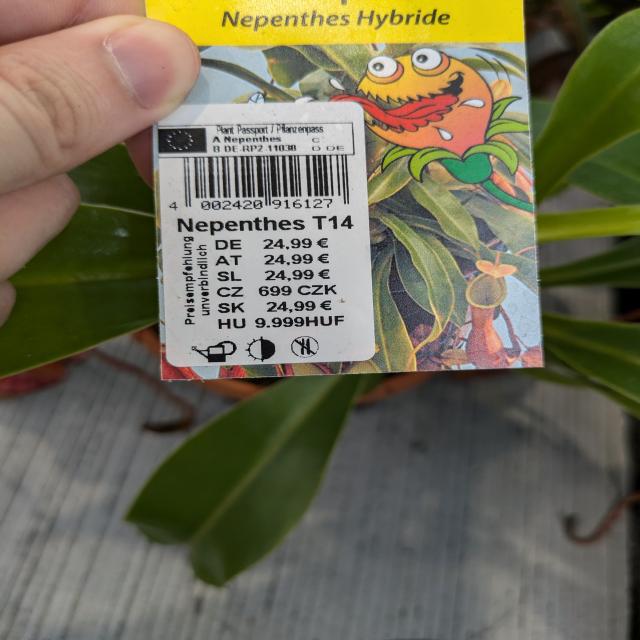 Nepenthes Hybride
Plant Passport / Pflanzenpass
A Nepenthes C -
B DE-RP2 11038 D DE
4 002420 916127
Nepenthes T14
Preisempfehlung
unverbindlich
DE 24,99 €
AT 24,99 €
SL 24,99 €
CZ 699 CZK
SK 24,99 €
HU 9.999HUF